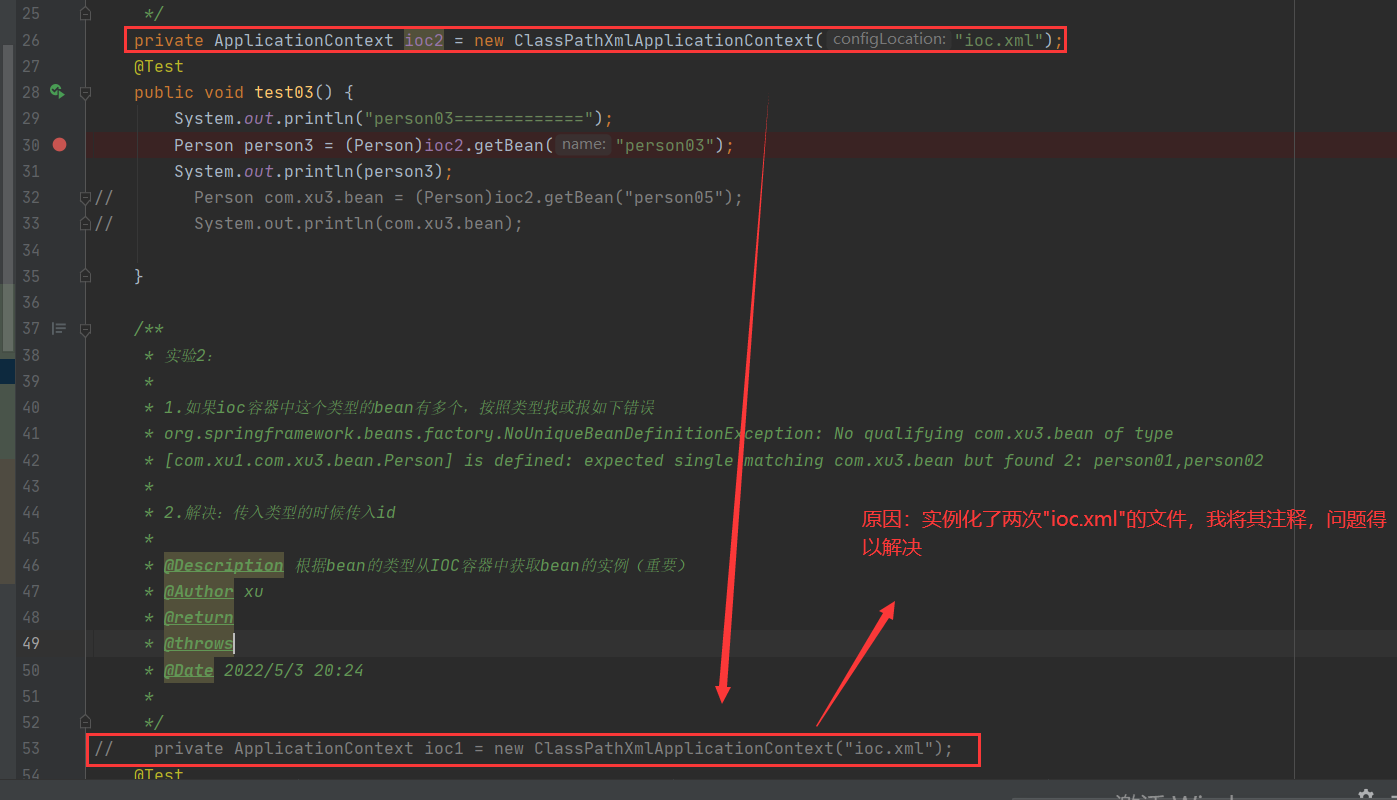 25 */
26 private ApplicationContext ioc2 = new ClassPathXmlApplicationContext( configLocation: "ioc.xml");
27 @Test
28 public void test03() {
29 System.out.println("person03=============");
30 Person person3 = (Person)ioc2.getBean( name: "person03");
31 System.out.println(person3);
32 // Person com.xu3.bean = (Person)ioc2.getBean("person05");
33 // System.out.println(com.xu3.bean);
34
35 }
36
37 /**
38 * 实验2:
39 *
40 * 1.如果ioc容器中这个类型的bean有多个，按照类型找或报如下错误
41 * org.springframework.beans.factory.NoUniqueBeanDefinitionException: No qualifying com.xu3.bean of type
42 * [com.xu1.com.xu3.bean.Person] is defined: expected single matching com.xu3.bean but found 2: person01,person02
43 *
44 * 2.解决：传入类型的时候传入id
45 *
原因：实例化了两次"ioc.xml"的文件，我将其注释，问题得
以解决
46 * @Description 根据bean的类型从IOC容器中获取bean的实例（重要）
47 * @Author xu
48 * @return
49 * @throws
50 * @Date 2022/5/3 20:24
51 *
52 */
53 // private ApplicationContext ioc1 = new ClassPathXmlApplicationContext("ioc.xml");
54 @Test